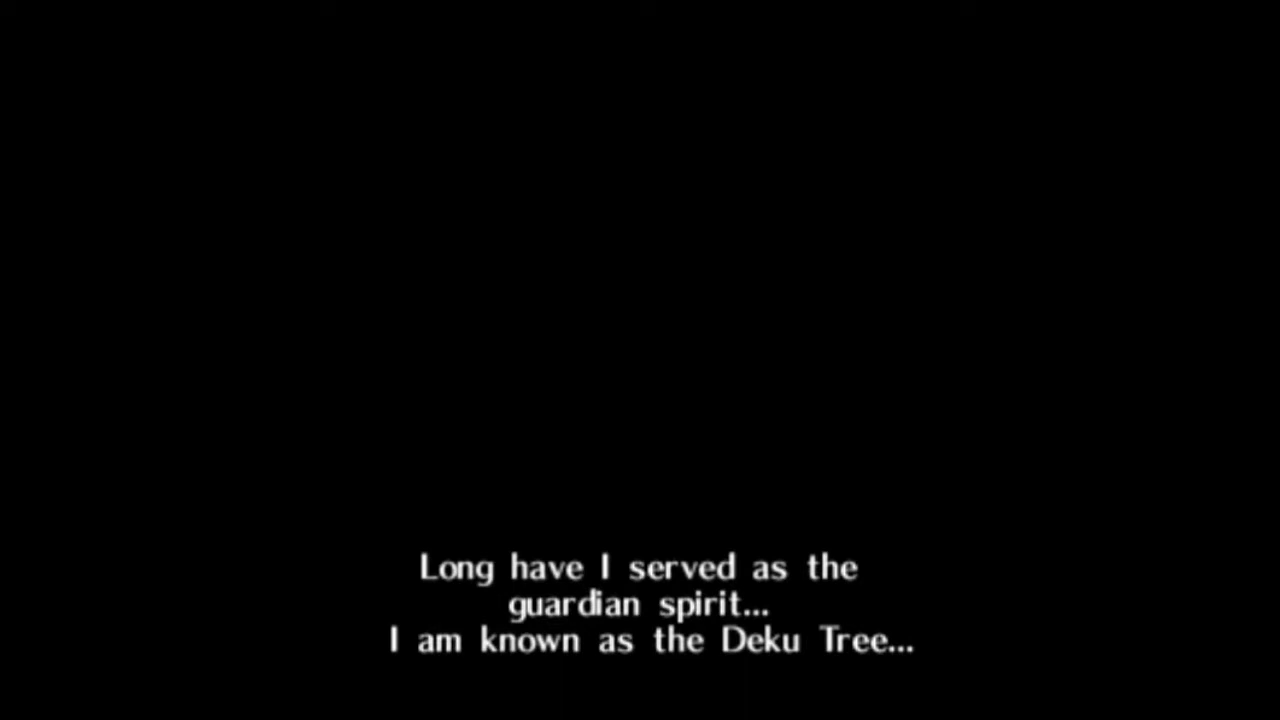 Long have I served as the
guardian spirit...
I am known as the Deku Tree...